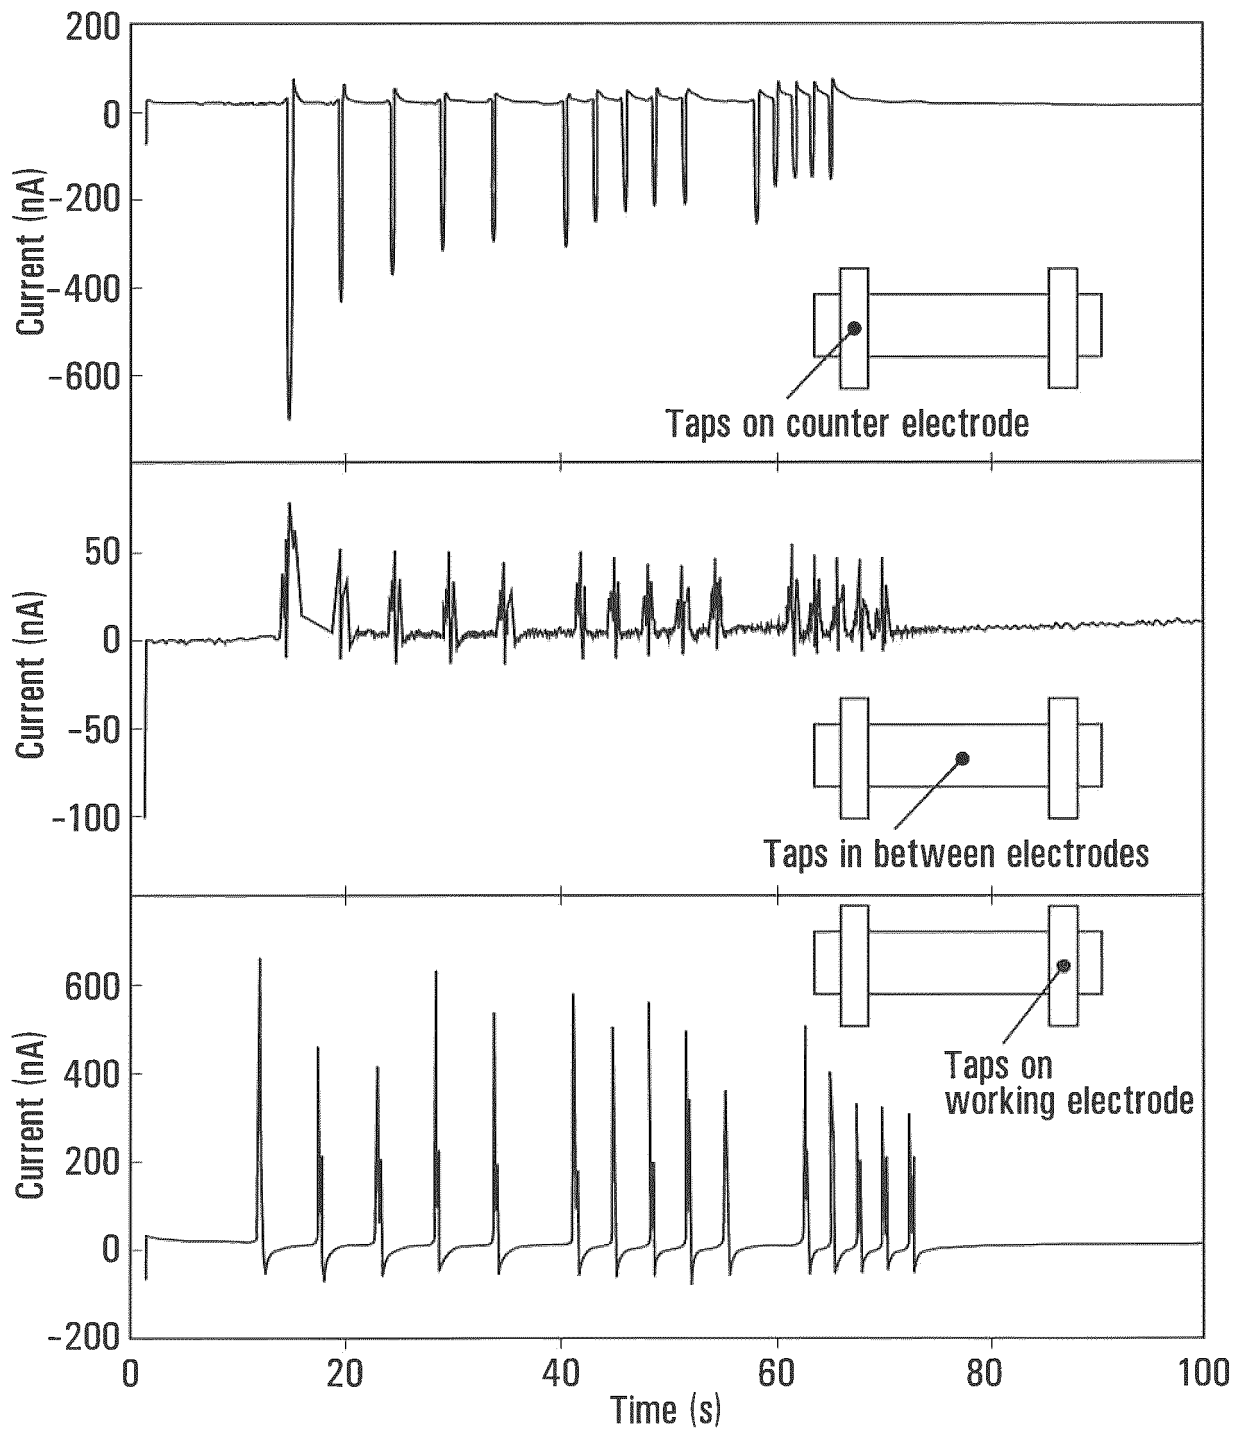 200
0
-200
-400
-600
Current (nA)
Taps on counter electrode
50
0
-50
-100
Current (nA)
Taps in between electrodes
600
400
200
0
-200
Current (nA)
Taps on
working electrode
0 20 40 60 80 100
Time (s)